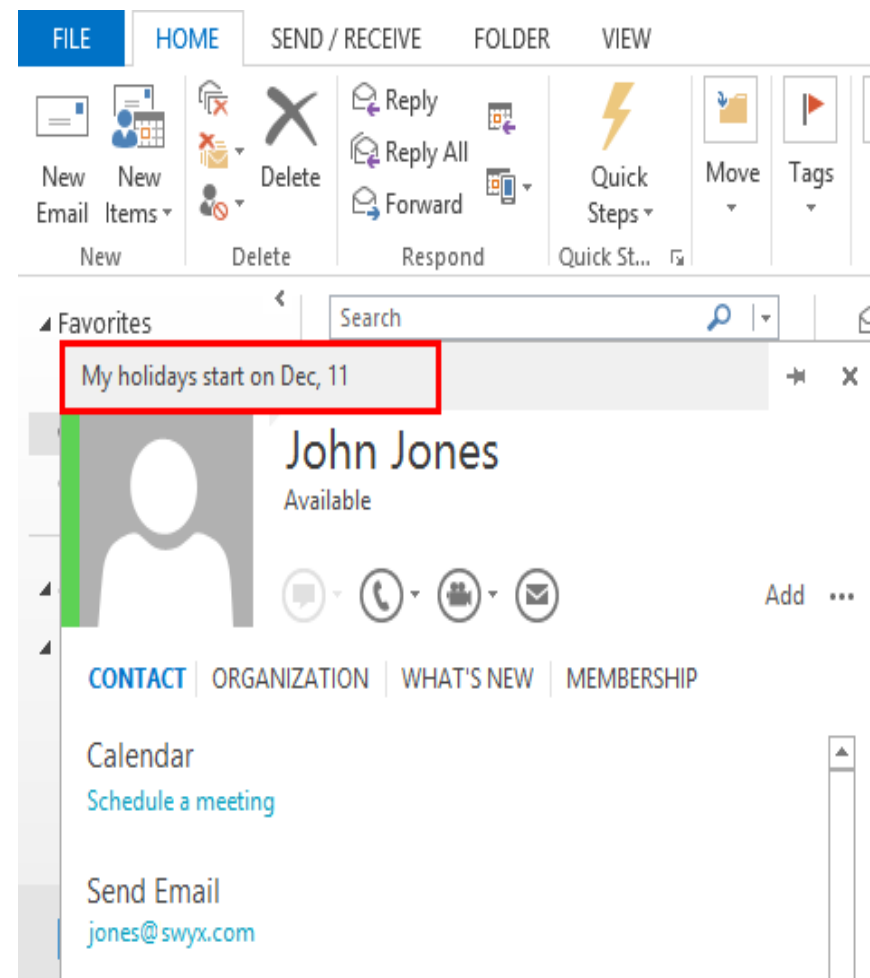 FILE HOME SEND / RECEIVE FOLDER VIEW
New Email
New Items
Delete
Reply
Reply All
Forward
Quick Steps
Move
Tags
New Delete Respond Quick St...
Favorites
Search
My holidays start on Dec, 11
John Jones
Available
Add
CONTACT ORGANIZATION WHAT'S NEW MEMBERSHIP
Calendar
Schedule a meeting
Send Email
jones@swyx.com